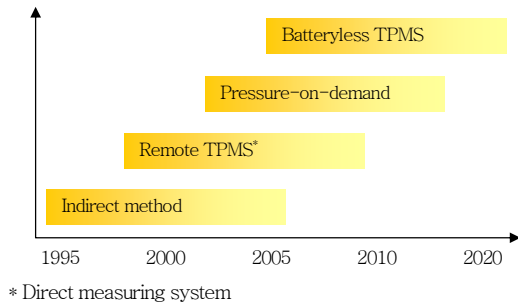 Batteryless TPMS
Pressure-on-demand
Remote TPMS*
Indirect method
1995 2000 2005 2010 2020
* Direct measuring system